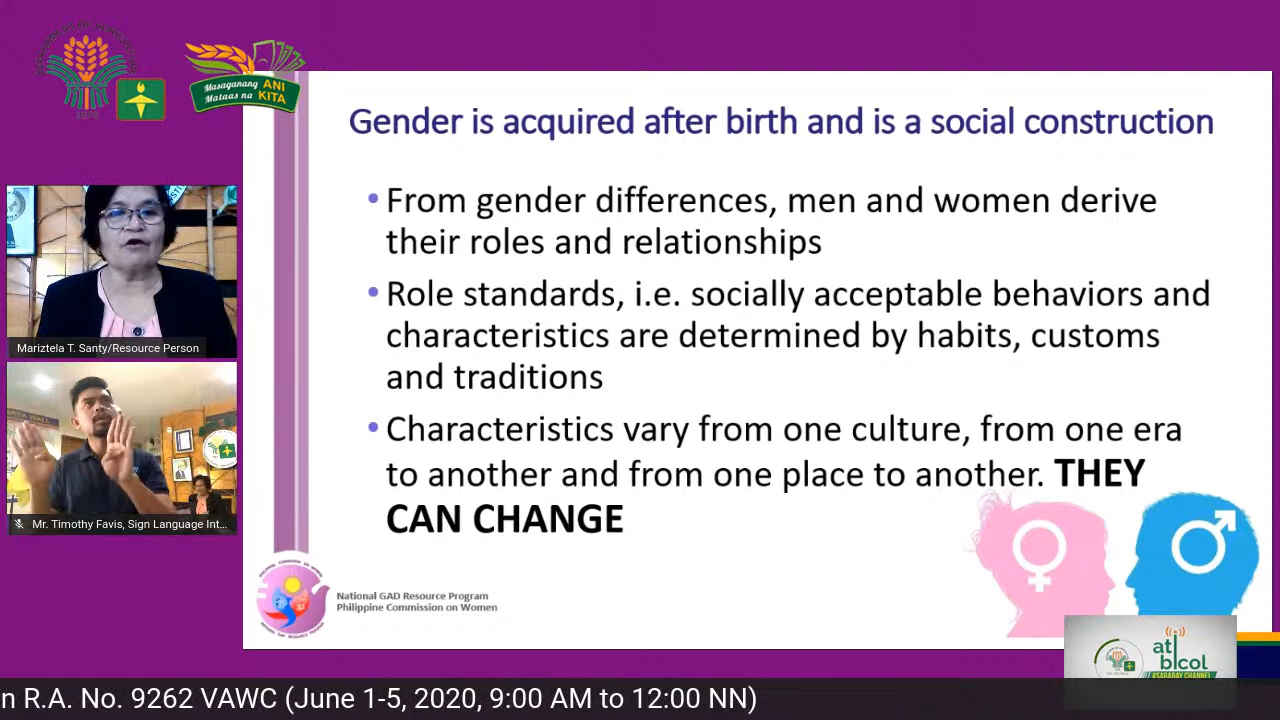 Masaganang ANI
Mataas na KITA
Gender is acquired after birth and is a social construction
•From gender differences, men and women derive
their roles and relationships
•Role standards, i.e. socially acceptable behaviors and
characteristics are determined by habits, customs
and traditions
•Characteristics vary from one culture, from one era
to another and from one place to another. THEY
CAN CHANGE
Mariztela T. Santy/Resource Person
Mr. Timothy Favis, Sign Language Int...
National GAD Resource Program
Philippine Commission on Women
ati
bicol
#SARABAY CHANNEL
n R.A. No. 9262 VAWC (June 1-5, 2020, 9:00 AM to 12:00 NN)